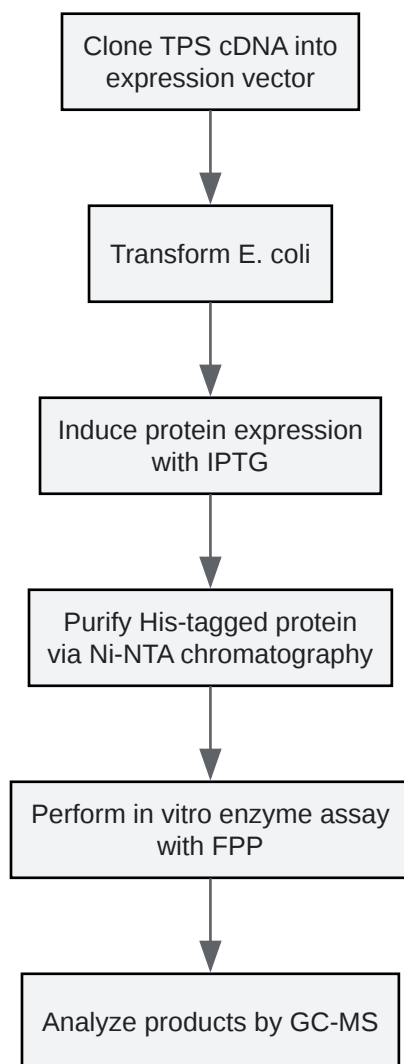 Clone TPS cDNA into
expression vector
Transform E. coli
Induce protein expression
with IPTG
Purify His-tagged protein
via Ni-NTA chromatography
Perform in vitro enzyme assay
with FPP
Analyze products by GC-MS